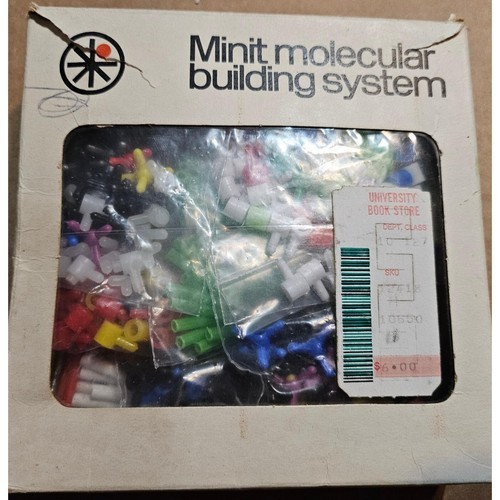 Minit molecular
building system
UNIVERSITY
BOOK STORE
DEPT. CLASS
SKU
$6.00